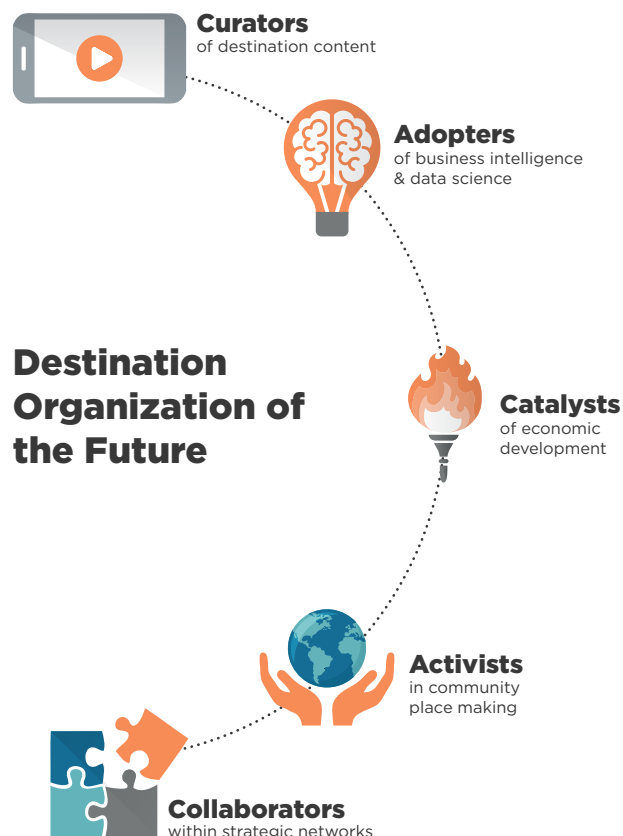 Curators
of destination content
Adopters
of business intelligence
& data science
Destination
Organization of
the Future
Catalysts
of economic
development
Activists
in community
place making
Collaborators
within strategic networks